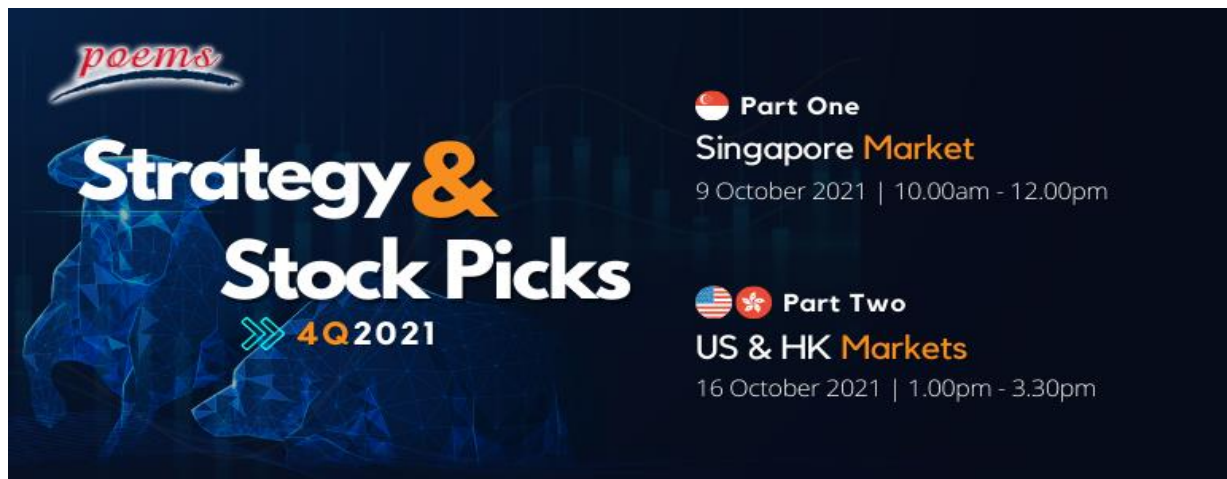 poems
Strategy &
Stock Picks
4Q2021
Part One
Singapore Market
9 October 2021 | 10.00am - 12.00pm
Part Two
US & HK Markets
16 October 2021 | 1.00pm - 3.30pm